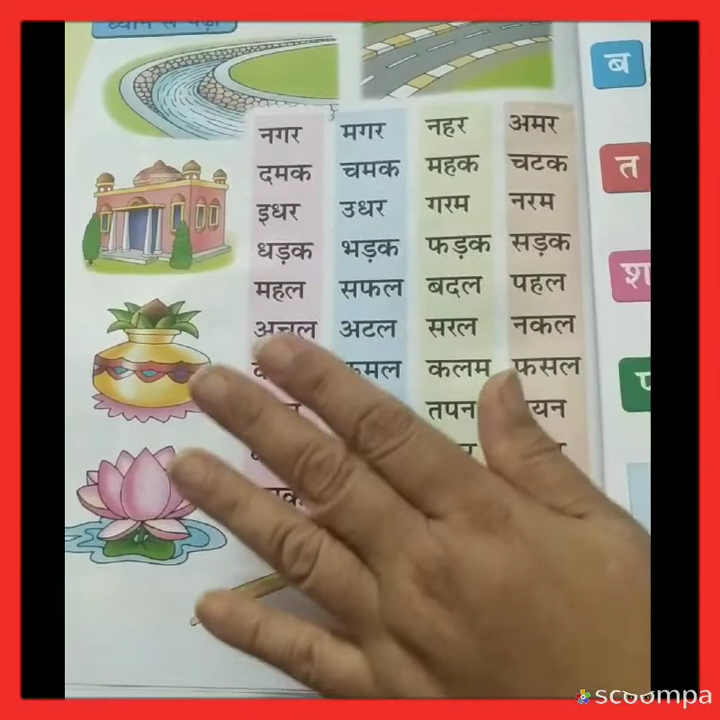 ध्यान से पढ़ो
नगर मगर नहर अमर
दमक चमक महक चटक
इधर उधर गरम नरम
धड़क भड़क फड़क सड़क
महल सफल बदल पहल
अचल अटल सरल नकल
कलम फसल
तपन
ब
त
श
scoompa